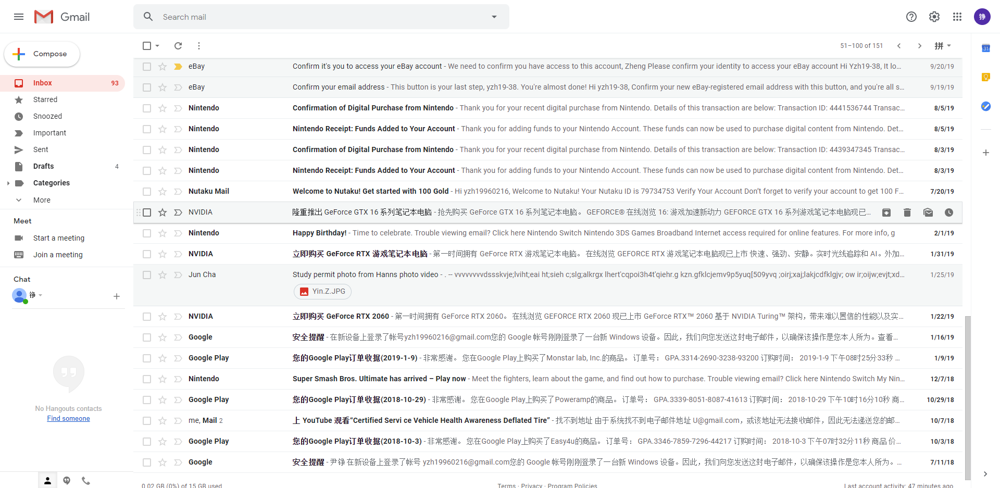 Gmail
Search mail
铮
Compose
51–100 of 151
拼
31
Inbox 93
Starred
Snoozed
Important
Sent
Drafts 4
Categories
More
Meet
Start a meeting
Join a meeting
Chat
铮
No Hangouts contacts
Find someone
eBay Confirm it's you to access your eBay account - We need to confirm you have access to this account, Zheng Please confirm your identity to access your eBay account Hi Yzh19-38, It lo… 9/20/19
eBay Confirm your email address - This button is your last step, yzh19-38. You're almost done! Hi yzh19-38, Confirm your new eBay-registered email address with this button, and you're all s… 9/19/19
Nintendo Confirmation of Digital Purchase from Nintendo - Thank you for your recent digital purchase from Nintendo. Details of this transaction are below: Transaction ID: 4441536744 Transac… 8/5/19
Nintendo Nintendo Receipt: Funds Added to Your Account - Thank you for adding funds to your Nintendo Account. These funds can now be used to purchase digital content from Nintendo. Det… 8/5/19
Nintendo Confirmation of Digital Purchase from Nintendo - Thank you for your recent digital purchase from Nintendo. Details of this transaction are below: Transaction ID: 4439347345 Transac… 8/3/19
Nintendo Nintendo Receipt: Funds Added to Your Account - Thank you for adding funds to your Nintendo Account. These funds can now be used to purchase digital content from Nintendo. Det… 8/3/19
Nutaku Mail Welcome to Nutaku! Get started with 100 Gold - Hi yzh19960216, Welcome to Nutaku! Your Nutaku ID is 79734753 Verify Your Account Don’t forget to verify your account to get 100 F… 7/20/19
NVIDIA 隆重推出 GeForce GTX 16 系列笔记本电脑 - 抢先购买 GeForce GTX 16 系列笔记本电脑。 GEFORCE® 在线浏览 16: 游戏加速新动力 GEFORCE GTX 16 系列游戏笔记本电脑现已…
Nintendo Happy Birthday! - Time to celebrate. Trouble viewing email? Click here Nintendo Switch Nintendo 3DS Games Broadband Internet access required for online features. For more info, g 2/1/19
NVIDIA 立即购买 GeForce RTX 游戏笔记本电脑 - 第一时间拥有 GeForce RTX 游戏笔记本电脑。 在线浏览 GEFORCE RTX 游戏笔记本电脑现已上市 快速、强劲、安静。实时光线追踪和 AI。外加… 1/31/19
Jun Cha Study permit photo from Hanns photo video - . -- vvvvvvvvdssskvje;lviht;eai ht;sieh c;slg;alkrgx lhert'cqpoi3h4t'qiehr.g kzn.gfklcjemv9p5yuq[509yvq ;oirj;xaj;lakjcdfklgjv; ow ir;oijw;evjt;xd… 1/25/19
Yin.Z.JPG
NVIDIA 立即购买 GeForce RTX 2060 - 第一时间拥有 GeForce RTX 2060。 在线浏览 GEFORCE RTX 2060 现已上市 GeForce RTX™ 2060 基于 NVIDIA Turing™ 架构，带来难以置信的性能以及实… 1/22/19
Google 安全提醒 - 在新设备上登录了帐号yzh19960216@gmail.com您的 Google 帐号刚刚登录了一台新 Windows 设备。因此，我们向您发送这封电子邮件，以确保该操作是您本人所为。查看… 1/16/19
Google Play 您的Google Play订单收据(2019-1-9) - 非常感谢。 您在Google Play上购买了Monstar lab, Inc.的商品。 订单号： GPA.3314-2690-3238-93200 订购时间： 2019-1-9 下午08时25分33秒 … 1/9/19
Nintendo Super Smash Bros. Ultimate has arrived – Play now - Meet the fighters, learn about the game, and find out how to purchase. Trouble viewing email? Click here Nintendo Switch My Nin… 12/7/18
Google Play 您的Google Play订单收据(2018-10-29) - 非常感谢。 您在Google Play上购买了Poweramp的商品。 订单号： GPA.3339-8051-8087-41613 订购时间： 2018-10-29 下午10时16分10秒 商… 10/29/18
me, Mail 2 上 YouTube 观看“Certified Servi ce Vehicle Health Awareness Deflated Tire” - 找不到地址 由于系统找不到电子邮件地址 U@gmail.com，或该地址无法接收邮件，因此无法递送您的邮… 10/7/18
Google Play 您的Google Play订单收据(2018-10-3) - 非常感谢。 您在Google Play上购买了Easy4u的商品。 订单号： GPA.3346-7859-7296-44217 订购时间： 2018-10-3 下午07时32分11秒 商品 价… 10/3/18
Google 安全提醒 - 尹铮 在新设备上登录了帐号 yzh19960216@gmail.com您的 Google 帐号刚刚登录了一台新 Windows 设备。因此，我们向您发送这封电子邮件，以确保该操作是您本人所为。… 7/11/18
0.02 GB (0%) of 15 GB used
Terms · Privacy · Program Policies
Last account activity: 47 minutes ago